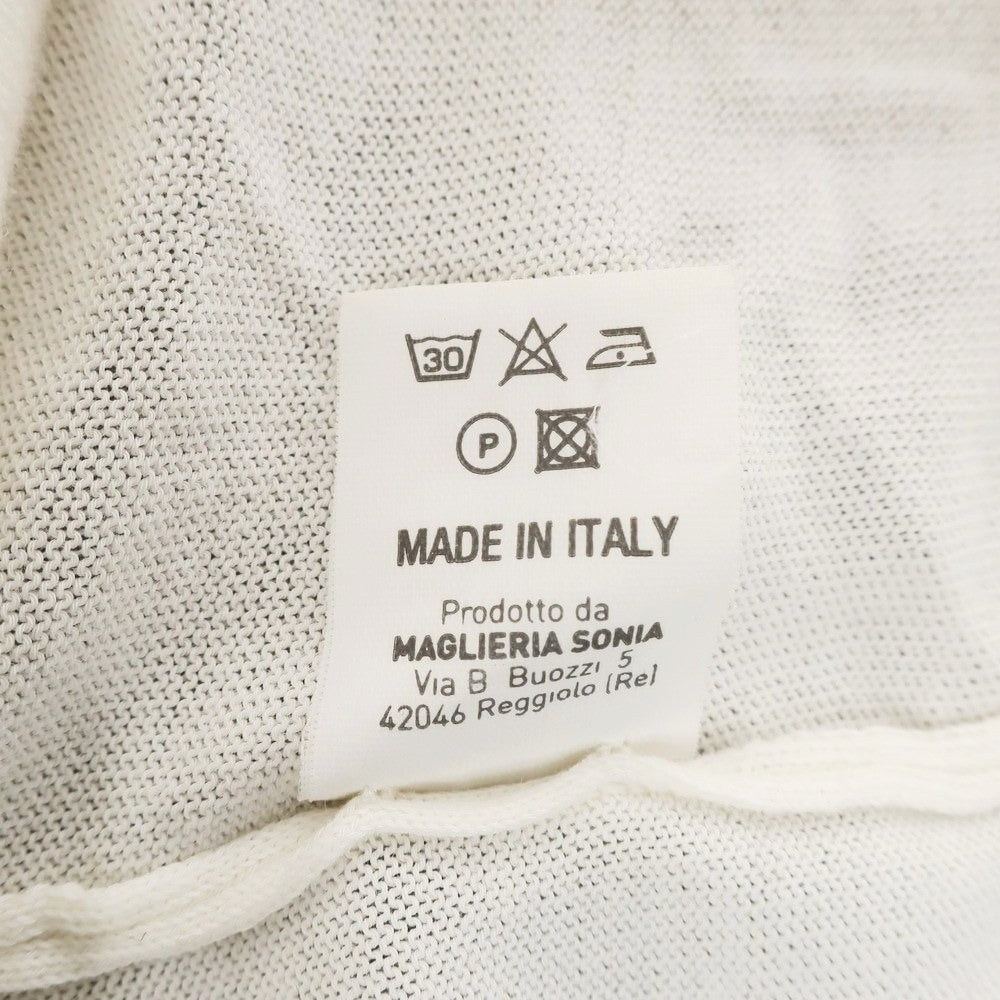 30
P
MADE IN ITALY
Prodotto da
MAGLIERIA SONIA
Via B Buozzi 5
42046 Reggiolo (Re)